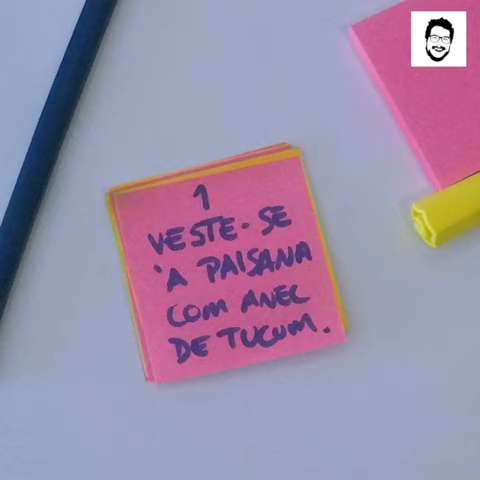 1
VESTE-SE
À PAISANA
COM ANEL
DE TUCUM.